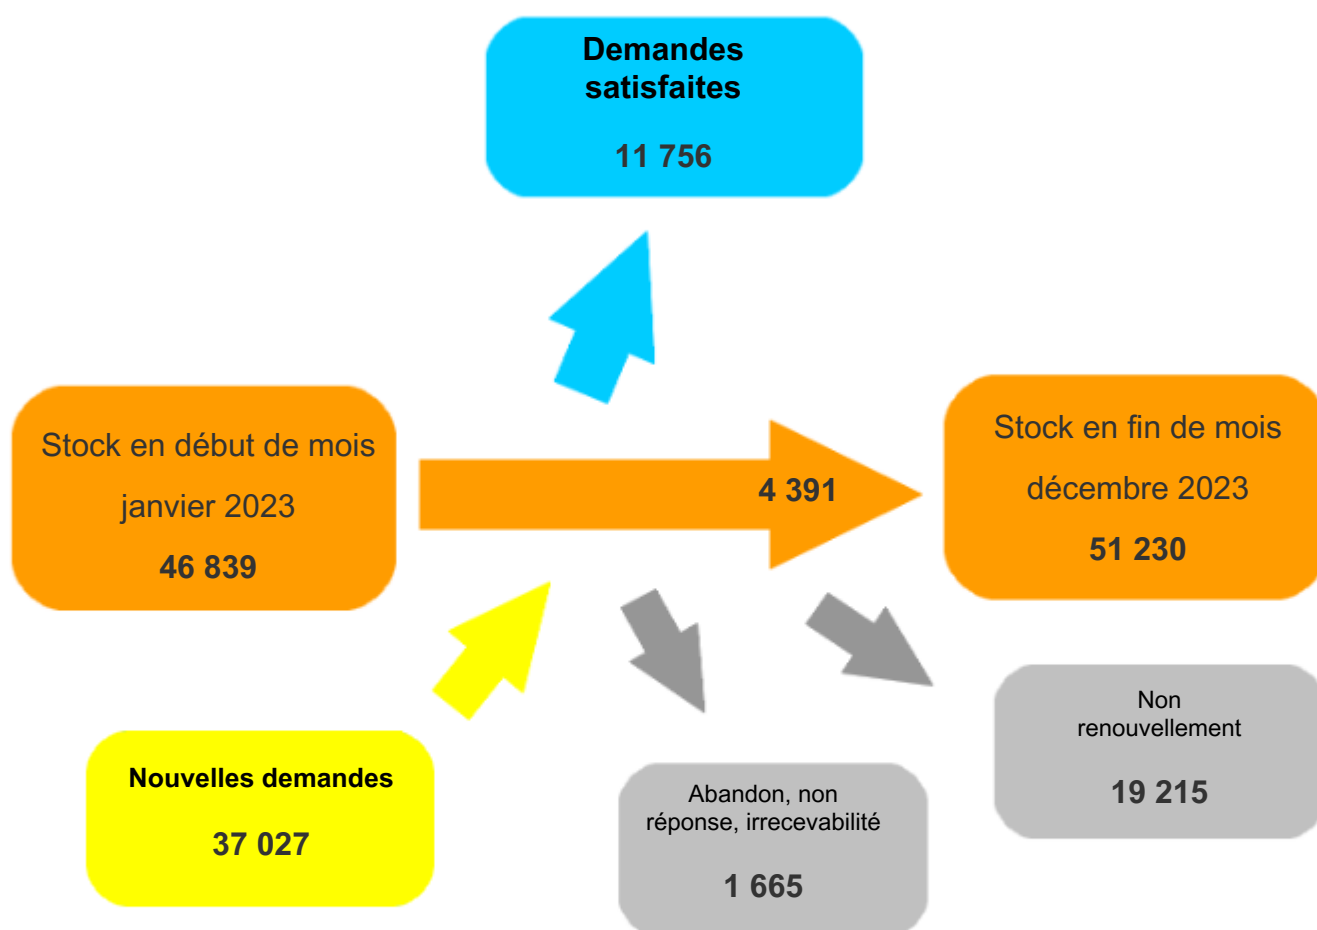 Demandes
satisfaites
11 756
Stock en début de mois
janvier 2023
46 839
4 391
Stock en fin de mois
décembre 2023
51 230
Nouvelles demandes
37 027
Abandon, non
réponse, irrecevabilité
1 665
Non
renouvellement
19 215